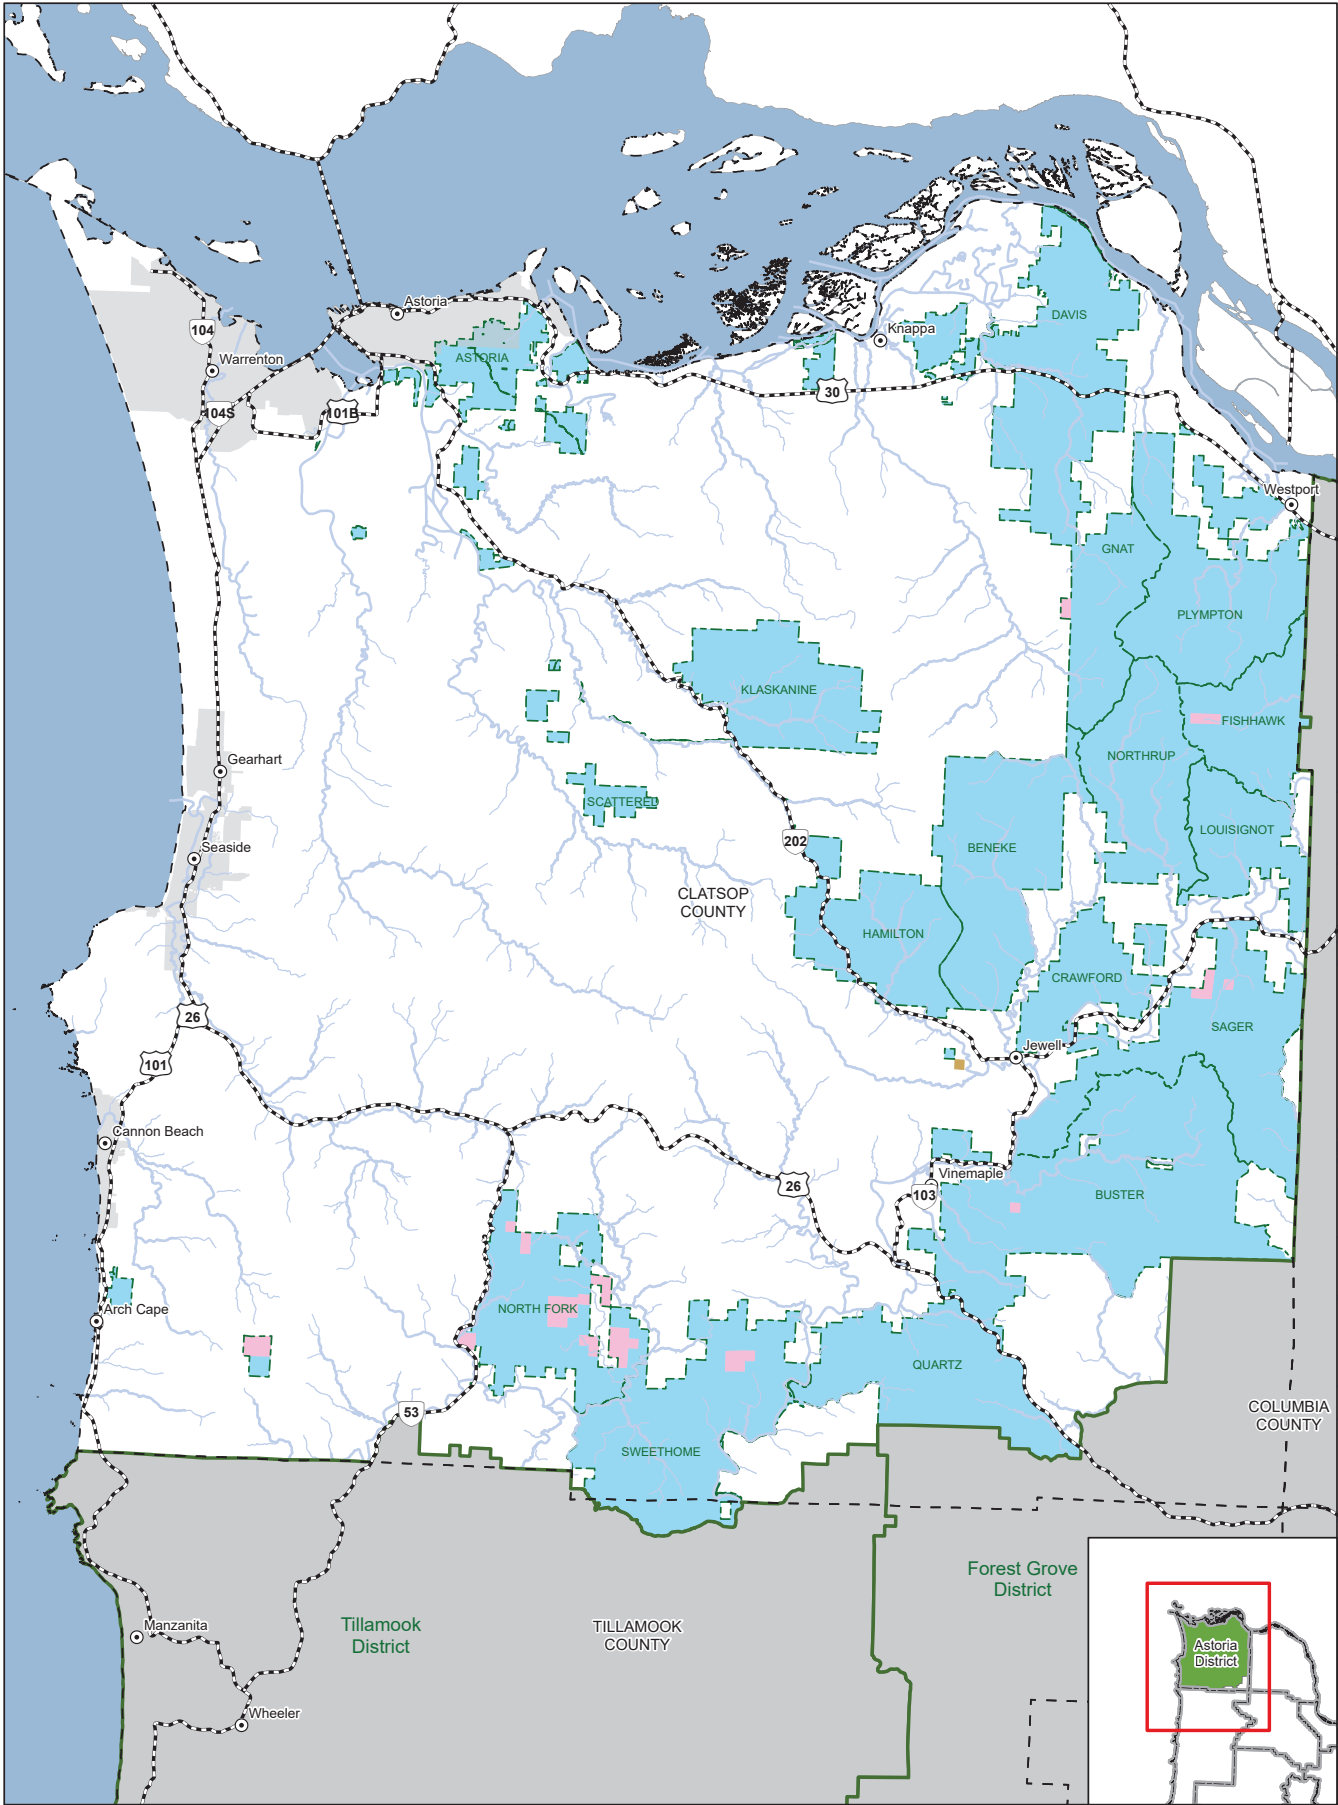 Astoria
DAVIS
Knappa
104
ASTORIA
Warrenton
30
104S
101B
Westport
GNAT
PLYMPTON
KLASKANINE
FISHHAWK
NORTHRUP
Gearhart
SCATTERED
LOUISIGNOT
202
Seaside
BENEKE
CLATSOP
COUNTY
HAMILTON
CRAWFORD
26
SAGER
Jewell
101
Cannon Beach
Vinemaple
26
103
BUSTER
Arch Cape
NORTH FORK
QUARTZ
53
COLUMBIA
COUNTY
SWEETHOME
Forest Grove
District
Tillamook
District
TILLAMOOK
COUNTY
Manzanita
Astoria
District
Wheeler